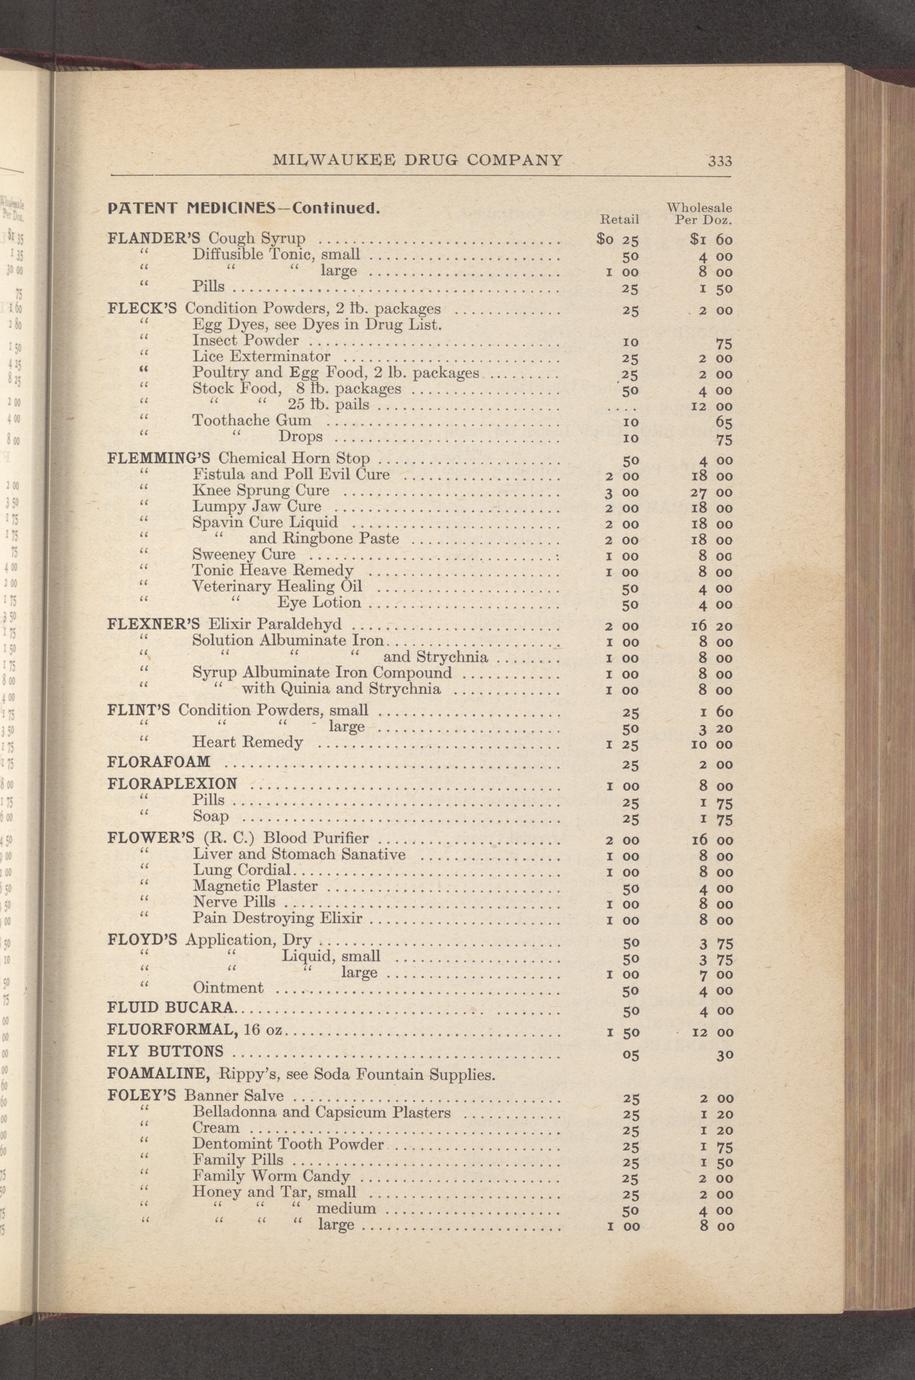 MILWAUKEE DRUG COMPANY 333
PATENT MEDICINES—Continued.
Retail Wholesale Per Doz.
FLANDER'S Cough Syrup ............................ $0 25 $1 60
“ Diffusible Tonic, small ....................... 50 4 00
“ “ “ large ....................... 1 00 8 00
“ Pills ....................................... 25 1 50
FLECK'S Condition Powders, 2 lb. packages ............. 25 2 00
“ Egg Dyes, see Dyes in Drug List.
“ Insect Powder .............................. 10 75
“ Lice Exterminator .......................... 25 2 00
“ Poultry and Egg Food, 2 lb. packages ......... 25 2 00
“ Stock Food, 8 lb. packages .................. 50 4 00
“ “ “ 25 lb. pails ...................... .... 12 00
“ Toothache Gum ............................ 10 65
“ “ Drops ........................... 10 75
FLEMMING'S Chemical Horn Stop ...................... 50 4 00
“ Fistula and Poll Evil Cure ................... 2 00 18 00
“ Knee Sprung Cure .......................... 3 00 27 00
“ Lumpy Jaw Cure ........................... 2 00 18 00
“ Spavin Cure Liquid ......................... 2 00 18 00
“ “ and Ringbone Paste .................. 2 00 18 00
“ Sweeney Cure .............................. 1 00 8 00
“ Tonic Heave Remedy ....................... 1 00 8 00
“ Veterinary Healing Oil ...................... 50 4 00
“ “ Eye Lotion ....................... 50 4 00
FLEXNER'S Elixir Paraldehyd ......................... 2 00 16 20
“ Solution Albuminate Iron..................... 1 00 8 00
“ “ “ “ and Strychnia ........ 1 00 8 00
“ Syrup Albuminate Iron Compound ............ 1 00 8 00
“ “ with Quinia and Strychnia ............. 1 00 8 00
FLINT'S Condition Powders, small ...................... 25 1 60
“ “ “ large ...................... 50 3 20
“ Heart Remedy ............................. 1 25 10 00
FLORAFOAM ........................................ 25 2 00
FLORAPLEXION ..................................... 1 00 8 00
“ Pills ....................................... 25 1 75
“ Soap ...................................... 25 1 75
FLOWER'S (R. C.) Blood Purifier ...................... 2 00 16 00
“ Liver and Stomach Sanative ................. 1 00 8 00
“ Lung Cordial................................ 1 00 8 00
“ Magnetic Plaster ............................ 50 4 00
“ Nerve Pills ................................. 1 00 8 00
“ Pain Destroying Elixir ....................... 1 00 8 00
FLOYD'S Application, Dry ............................. 50 3 75
“ “ Liquid, small .................... 50 3 75
“ “ “ large ..................... 1 00 7 00
“ Ointment .................................. 50 4 00
FLUID BUCARA...................................... 50 4 00
FLUORFORMAL, 16 oz................................. 1 50 12 00
FLY BUTTONS ....................................... 05 30
FOAMALINE, Rippy's, see Soda Fountain Supplies.
FOLEY'S Banner Salve ................................ 25 2 00
“ Belladonna and Capsicum Plasters ............ 25 1 20
“ Cream ..................................... 25 1 20
“ Dentomint Tooth Powder .................... 25 1 75
“ Family Pills ................................ 25 1 50
“ Family Worm Candy ........................ 25 2 00
“ Honey and Tar, small ....................... 25 2 00
“ “ “ “ medium ..................... 50 4 00
“ “ “ “ large ........................ 1 00 8 00